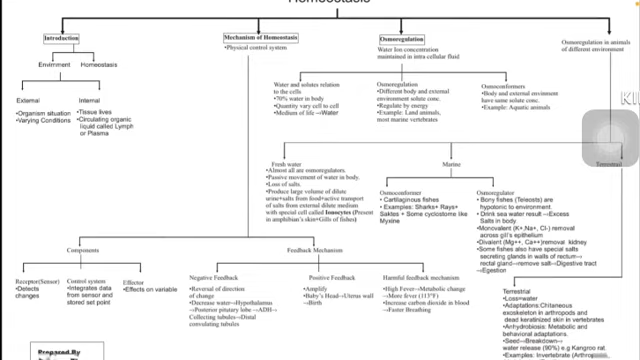 Homeostasis
Introduction
Mechanism of Homeostasis
•Physical control system
Osmoregulation
Water Ion concentration
maintained in intra cellular fluid
Osmoregulation in animals
of different environment
Envirnment
Homeostasis
External
•Organism situation
•Varying Conditions
Internal
•Tissue lives
•Circulating organic
liquid called Lymph
or Plasma
Water and solutes relation
to the cells
•70% water in body
•Quantity vary cell to cell
•Medium of life→Water
Osmoregulation
•Different body and external
environment solute conc.
•Regulate by energy
•Example: Land animals,
most marine vertebrates
Osmoconformers
•Body and external envirnment
have same solute conc.
•Example: Aquatic animals
Fresh water
•Almost all are osmoregulators.
•Passive movement of water in body.
•Loss of salts.
•Produce large volume of dilute
urine+salts from food+active transport
of salts from external dilute medium
with special cell called Ionocytes (Present
in amphibian's skin+Gills of fishes)
Marine
Terrestrial
Osmoconformer
• Cartilaginous fishes
• Examples: Sharks+ Rays+
Saktes + Some cyclostome like
Myxine
Osmoregulator
• Bony fishes (Teleosts) are
hypotonic to environment.
• Drink sea water result→Excess
Salts in body
•Monovalent (K+,Na+, Cl-) removal
across gill's epithelium
•Divalent (Mg++, Ca++)removal kidney
•Some fishes also have special salts
secreting glands in walls of rectum→
rectal gland→remove salt→Digestive tract
→Egestion
Components
Feedback Mechanism
Receptor(Sensor)
•Detects
changes
Control system
•Integrates data
from sensor and
stored set point
Effector
•Effects on variable
Negative Feedback
•Reversal of direction
of change
•Decrease water→Hypothalamus
→Posterior pitutary lobe→ADH→
Collecting tubules→Distal
convulating tubules
Positive Feedback
•Amplify
•Baby's Head→Uterus wall
→Birth
Harmful feedback mechanism
•High Fever→Metabolic change
→More fever (113°F)
•Increase carbon dioxide in blood
→Faster Breathing
Terrestrial
•Loss=water
•Adaptations:Chitaneous
exoskeleton in arthropods and
dead keratinized skin in vertebrates
•Anhydrobiosis: Metabolic and
behavioral adaptations.
•Seed→Breakdown→
water release (90%) e.g Kangroo rat.
•Examples: Invertebrate (Arthropods,
Prepared By